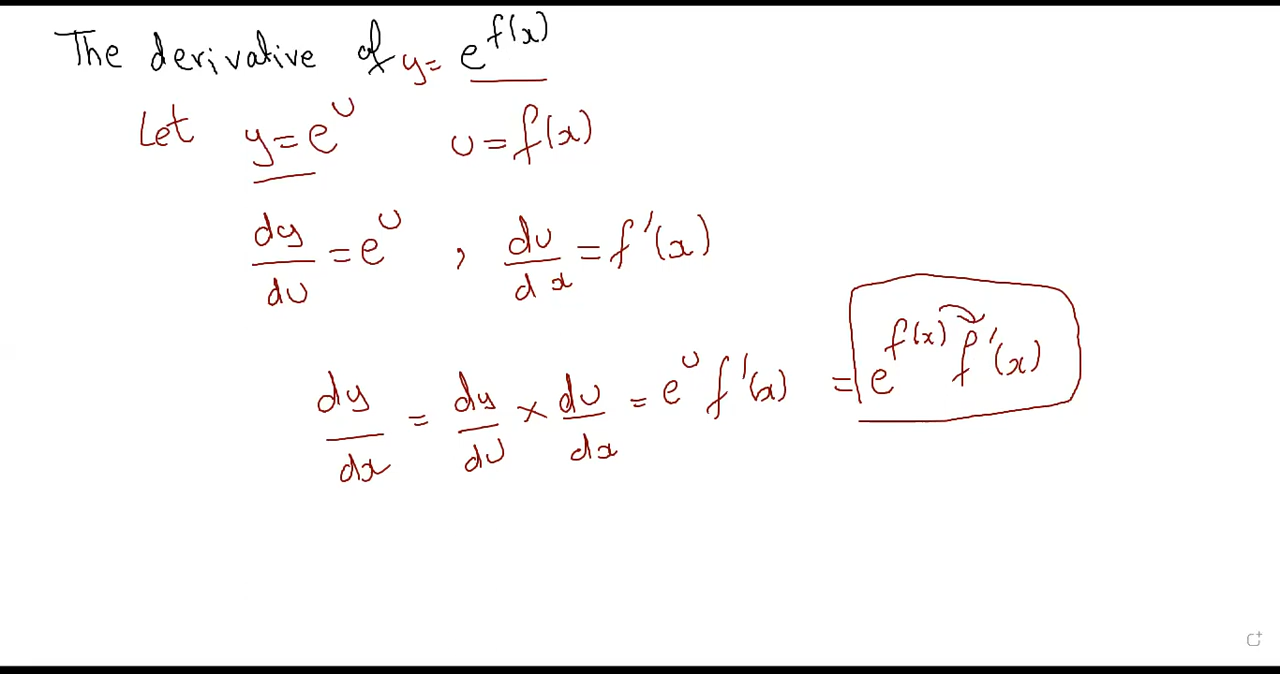 The derivative of y= e^{f(x)}
Let y=e^u u=f(x)
dy/du =e^u , du/dx =f'(x)
dy/dx = dy/du × du/dx = e^u f'(x) = e^{f(x)} f'(x)